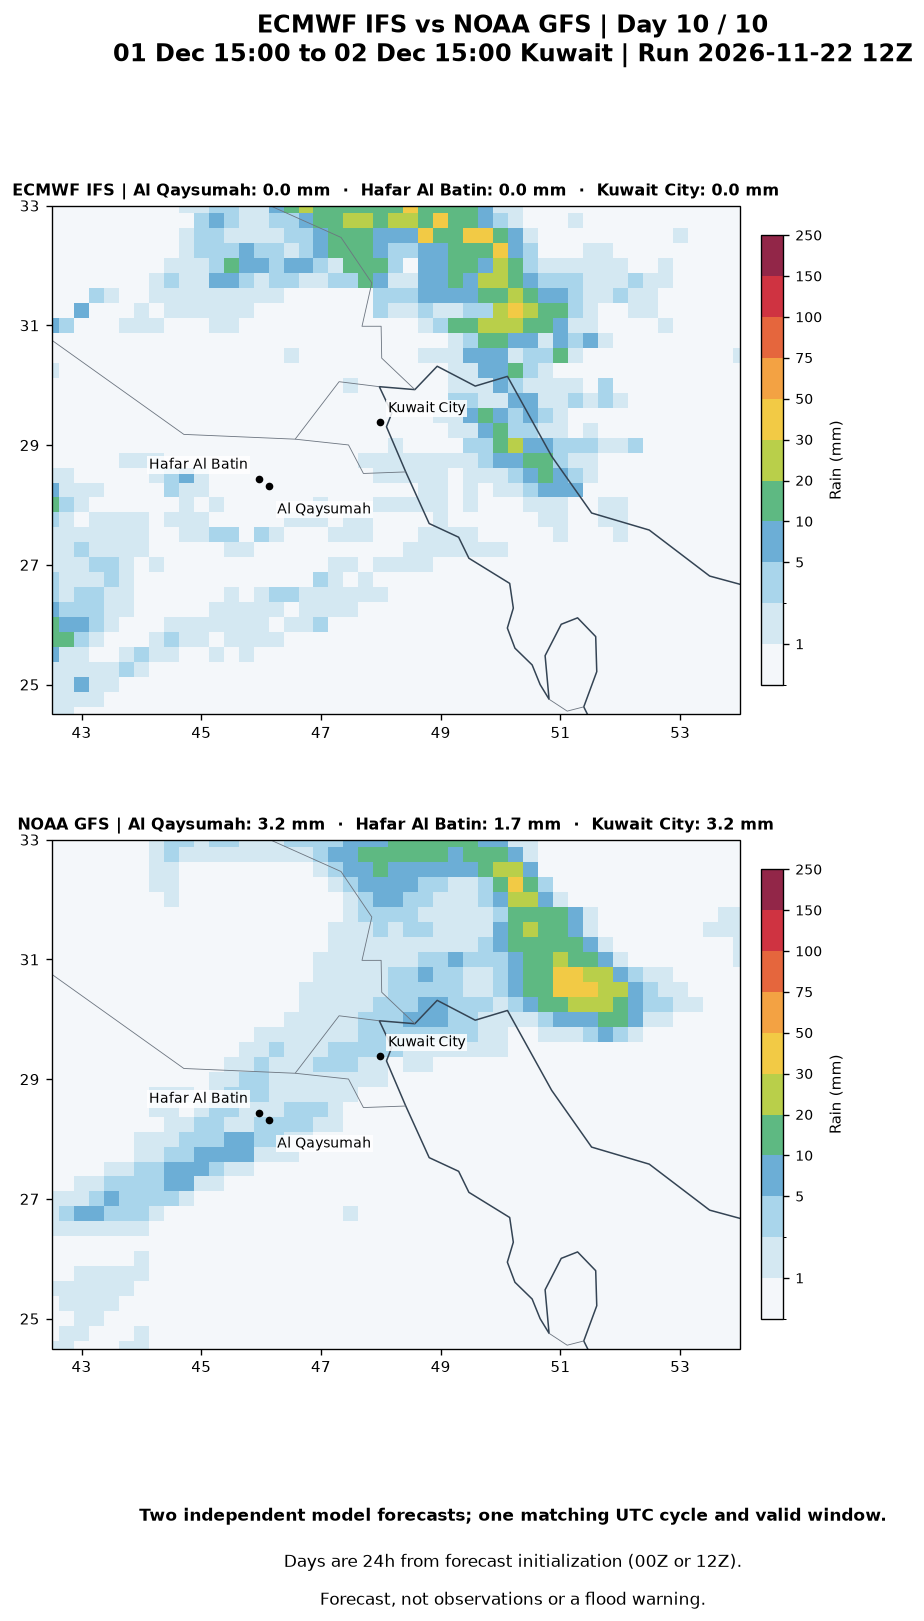 ECMWF IFS vs NOAA GFS | Day 10 / 10
01 Dec 15:00 to 02 Dec 15:00 Kuwait | Run 2026-11-22 12Z
ECMWF IFS | Al Qaysumah: 0.0 mm · Hafar Al Batin: 0.0 mm · Kuwait City: 0.0 mm
33
31
29
27
25
43 45 47 49 51 53
Kuwait City
Hafar Al Batin
Al Qaysumah
250
150
100
75
50
30
20
10
5
1
Rain (mm)
NOAA GFS | Al Qaysumah: 3.2 mm · Hafar Al Batin: 1.7 mm · Kuwait City: 3.2 mm
33
31
29
27
25
43 45 47 49 51 53
Kuwait City
Hafar Al Batin
Al Qaysumah
250
150
100
75
50
30
20
10
5
1
Rain (mm)
Two independent model forecasts; one matching UTC cycle and valid window.
Days are 24h from forecast initialization (00Z or 12Z).
Forecast, not observations or a flood warning.